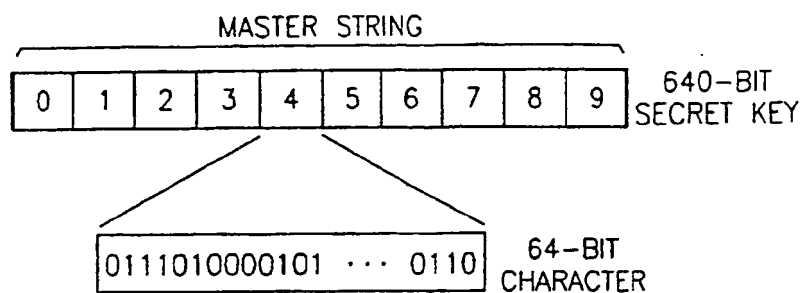 MASTER STRING
0 1 2 3 4 5 6 7 8 9
640-BIT
SECRET KEY
0111010000101 ··· 0110
64-BIT
CHARACTER